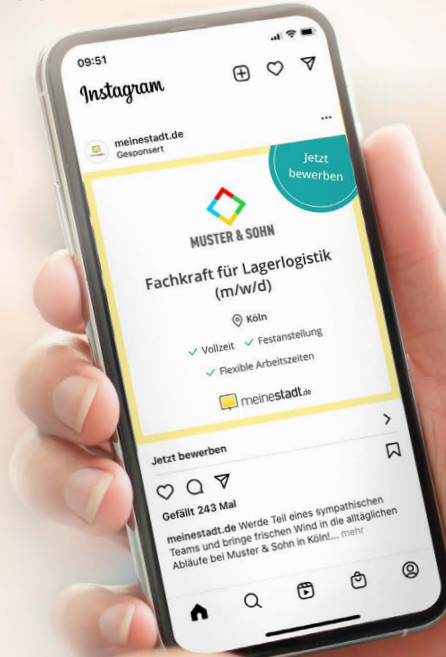 09:51
Instagram
meinestadt.de
Gesponsert
Jetzt
bewerben
MUSTER & SOHN
Fachkraft für Lagerlogistik
(m/w/d)
Köln
Vollzeit Festanstellung
Flexible Arbeitszeiten
meinestadt.de
Jetzt bewerben
Gefällt 243 Mal
meinestadt.de Werde Teil eines sympathischen
Teams und bringe frischen Wind in die alltäglichen
Abläufe bei Muster & Sohn in Köln!... mehr